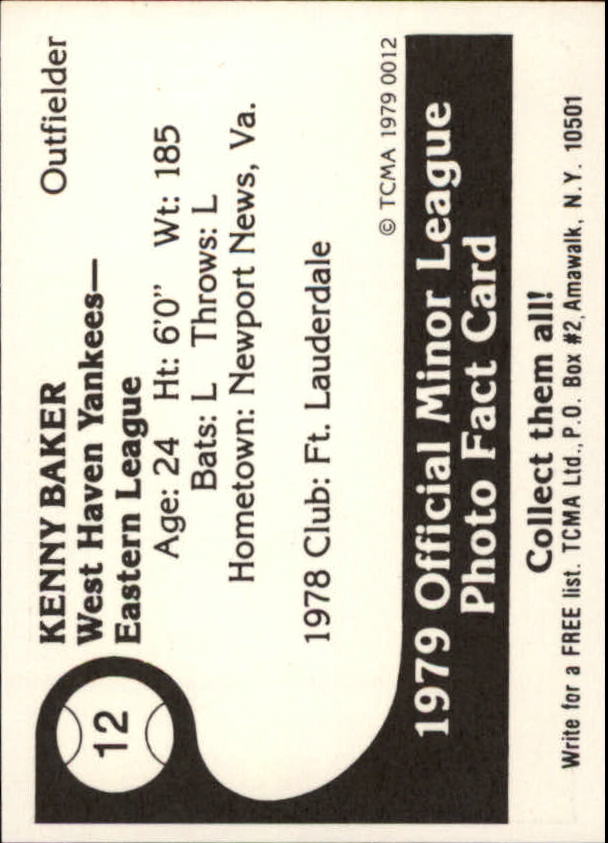 12
KENNY BAKER Outfielder
West Haven Yankees—
Eastern League
Age: 24 Ht: 6'0" Wt: 185
Bats: L Throws: L
Hometown: Newport News, Va.
1978 Club: Ft. Lauderdale
© TCMA 1979 0012
1979 Official Minor League
Photo Fact Card
Collect them all!
Write for a FREE list. TCMA Ltd., P.O. Box #2, Amawalk, N.Y. 10501